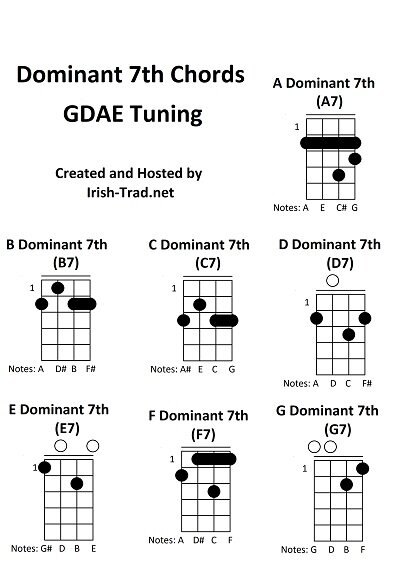 Dominant 7th Chords
GDAE Tuning
Created and Hosted by
Irish-Trad.net
A Dominant 7th
(A7)
1
Notes: A E C# G
B Dominant 7th
(B7)
1
Notes: A D# B F#
C Dominant 7th
(C7)
1
Notes: A# E C G
D Dominant 7th
(D7)
1
Notes: A D C F#
E Dominant 7th
(E7)
1
Notes: G# D B E
F Dominant 7th
(F7)
1
Notes: A D# C F
G Dominant 7th
(G7)
1
Notes: G D B F